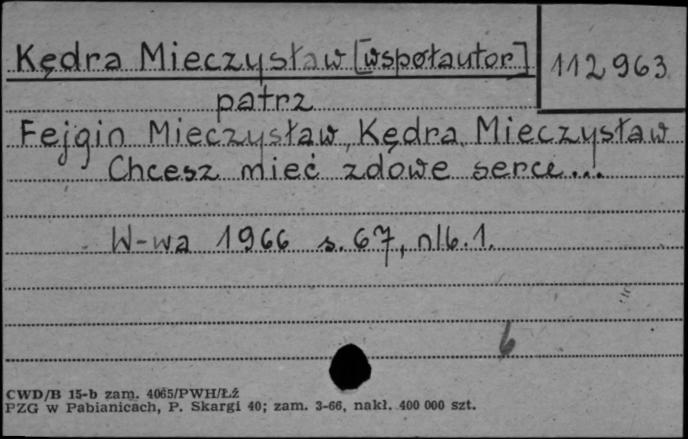 Kędra Mieczysław [współautor]
112963
patrz
Fejgin Mieczysław, Kędra Mieczysław
Chcesz mieć zdowe serce...
W-wa 1966 s. 67, nlb. 1.
6
CWD/B 15-b zam. 4065/PWH/Łź
PZG w Pabianicach, P. Skargi 40; zam. 3-66, nakł. 400 000 szt.